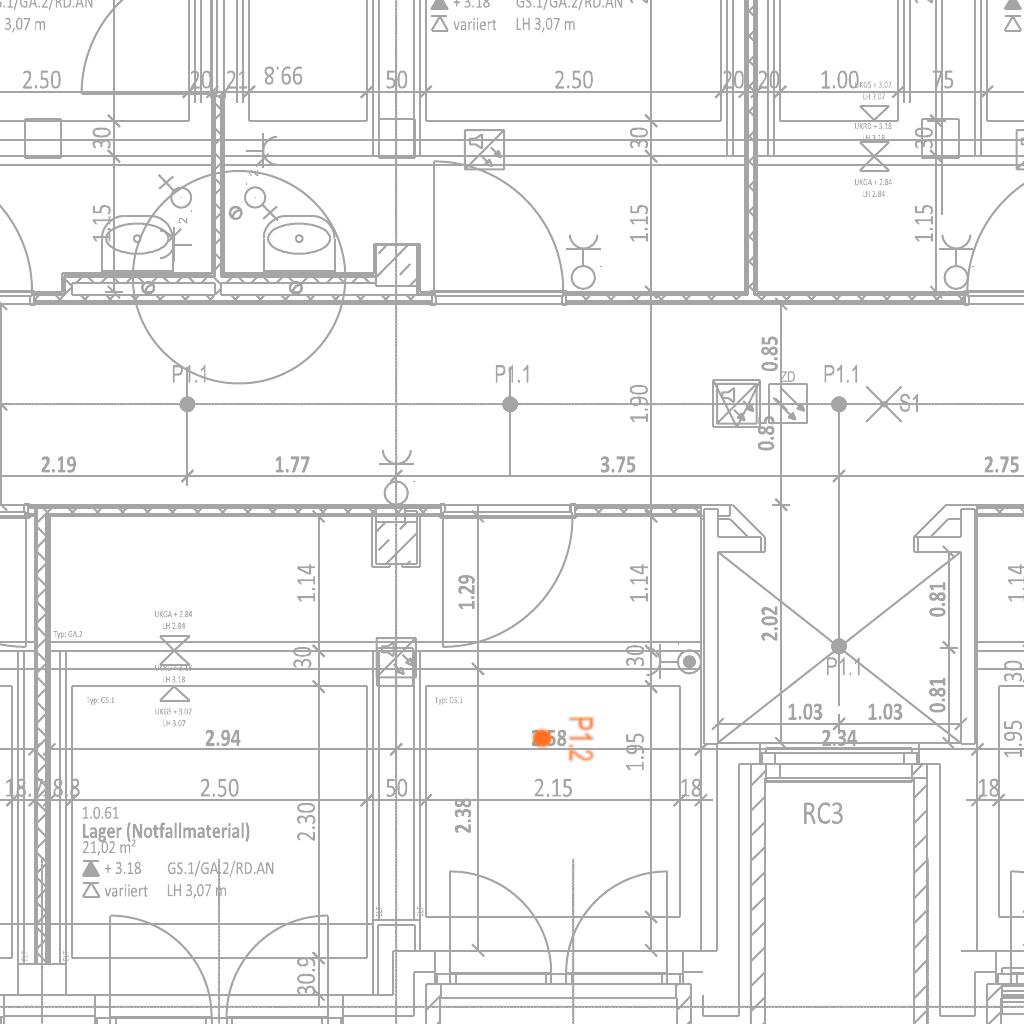 + 3.18 GS.1/GA.2/RD.AN
variiert LH 3,07 m
3,07 m
+ 3.18 GS.1/GA.2/RD.AN
variiert LH 3,07 m
2.50
20
21
99.8
50
2.50
20
20
1.00
75
UKGS + 3.07
LH 3.07
UKRD + 3.18
LH 3.18
UKGA + 2.84
LH 2.84
30
30
30
1.15
1.15
1.15
P1.1
P1.1
0.85
ZD
P1.1
S1
1.90
0.85
2.19
1.77
3.75
2.75
1.14
1.29
1.14
2.02
0.81
1.14
UKGA + 2.84
LH 2.84
Typ: GA.2
30
30
P1.1
30
LH 3.18
UKGS + 3.07
LH 3.07
Typ: GS.1
Typ: GS.1
0.81
1.03
1.03
2.94
P1.2
1.95
2.34
1.95
2.50
50
2.15
18
18
1.0.61
Lager (Notfallmaterial)
21,02 m²
+ 3.18 GS.1/GA.2/RD.AN
variiert LH 3,07 m
2.30
2.38
RC3
30.9